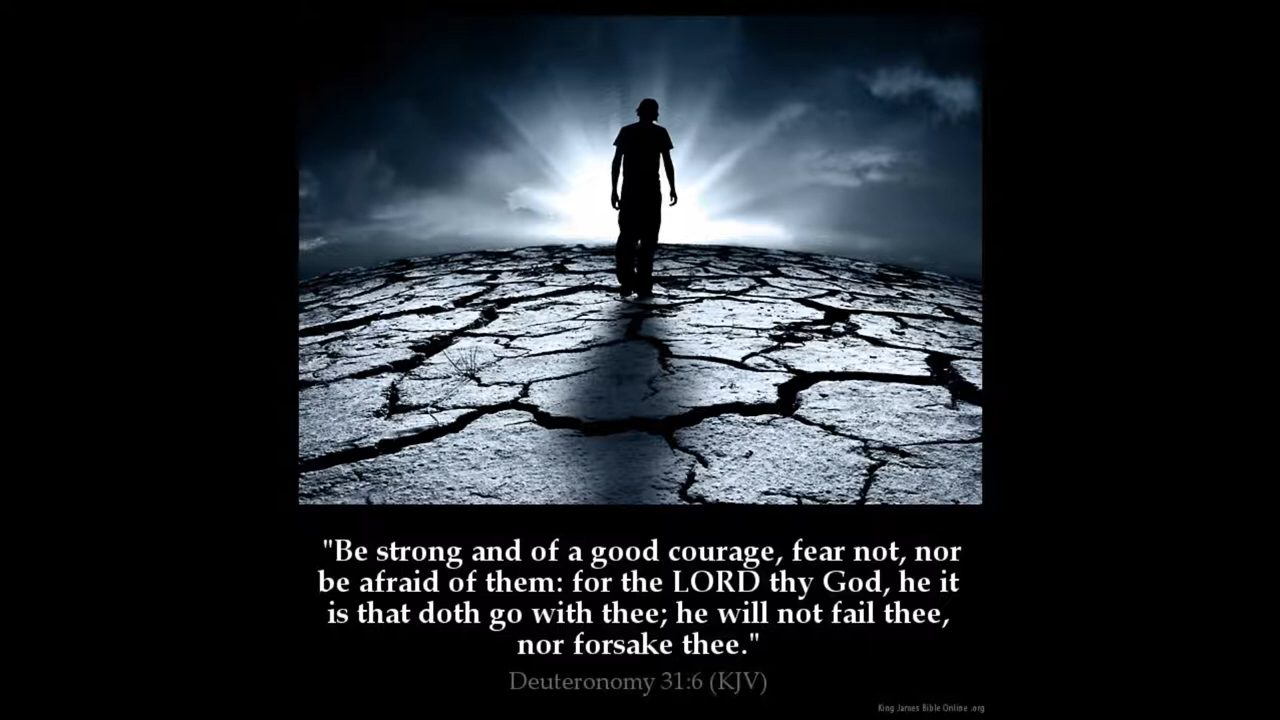 "Be strong and of a good courage, fear not, nor
be afraid of them: for the LORD thy God, he it
is that doth go with thee; he will not fail thee,
nor forsake thee."
Deuteronomy 31:6 (KJV)
King James Bible Online .org